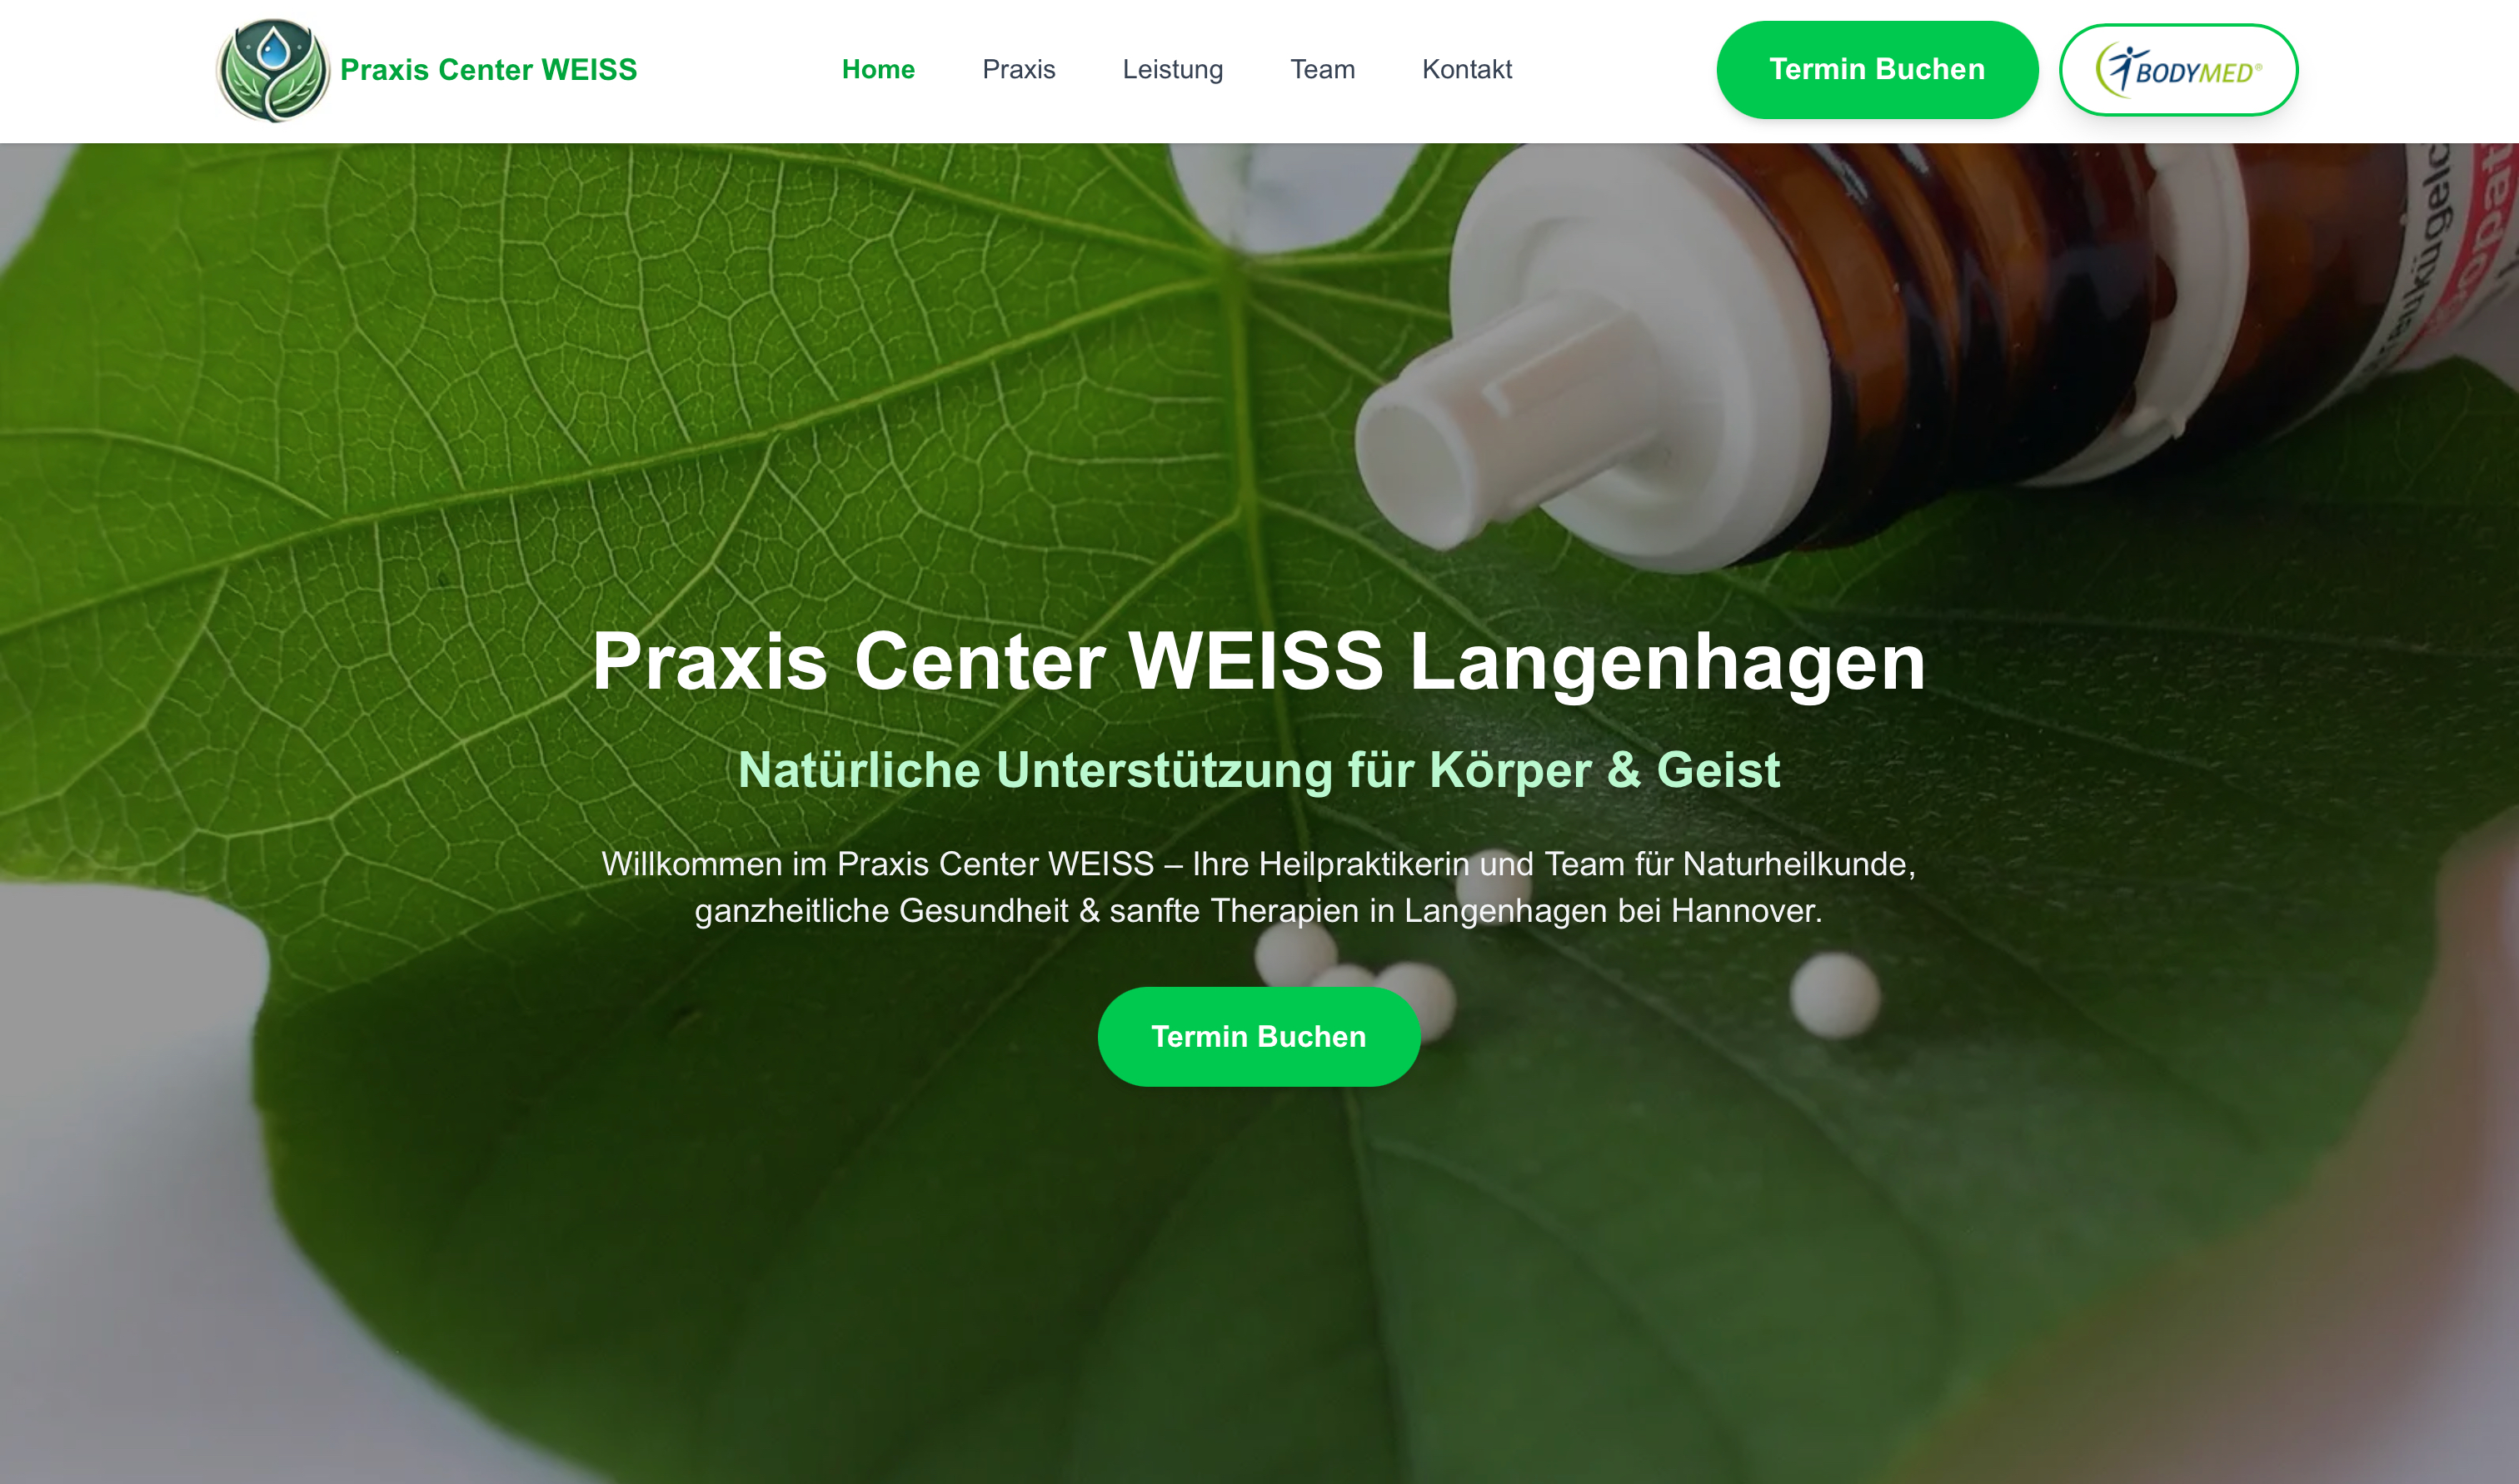 Praxis Center WEISS
Home
Praxis
Leistung
Team
Kontakt
Termin Buchen
BODYMED®
Praxis Center WEISS Langenhagen
Natürliche Unterstützung für Körper & Geist
Willkommen im Praxis Center WEISS – Ihre Heilpraktikerin und Team für Naturheilkunde,
ganzheitliche Gesundheit & sanfte Therapien in Langenhagen bei Hannover.
Termin Buchen